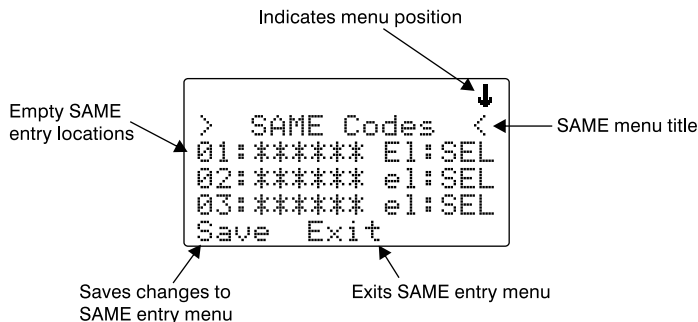 Indicates menu position
Empty SAME
entry locations
> SAME Codes <
SAME menu title
01:****** El:SEL
02:****** el:SEL
03:****** el:SEL
Save Exit
Saves changes to
SAME entry menu
Exits SAME entry menu